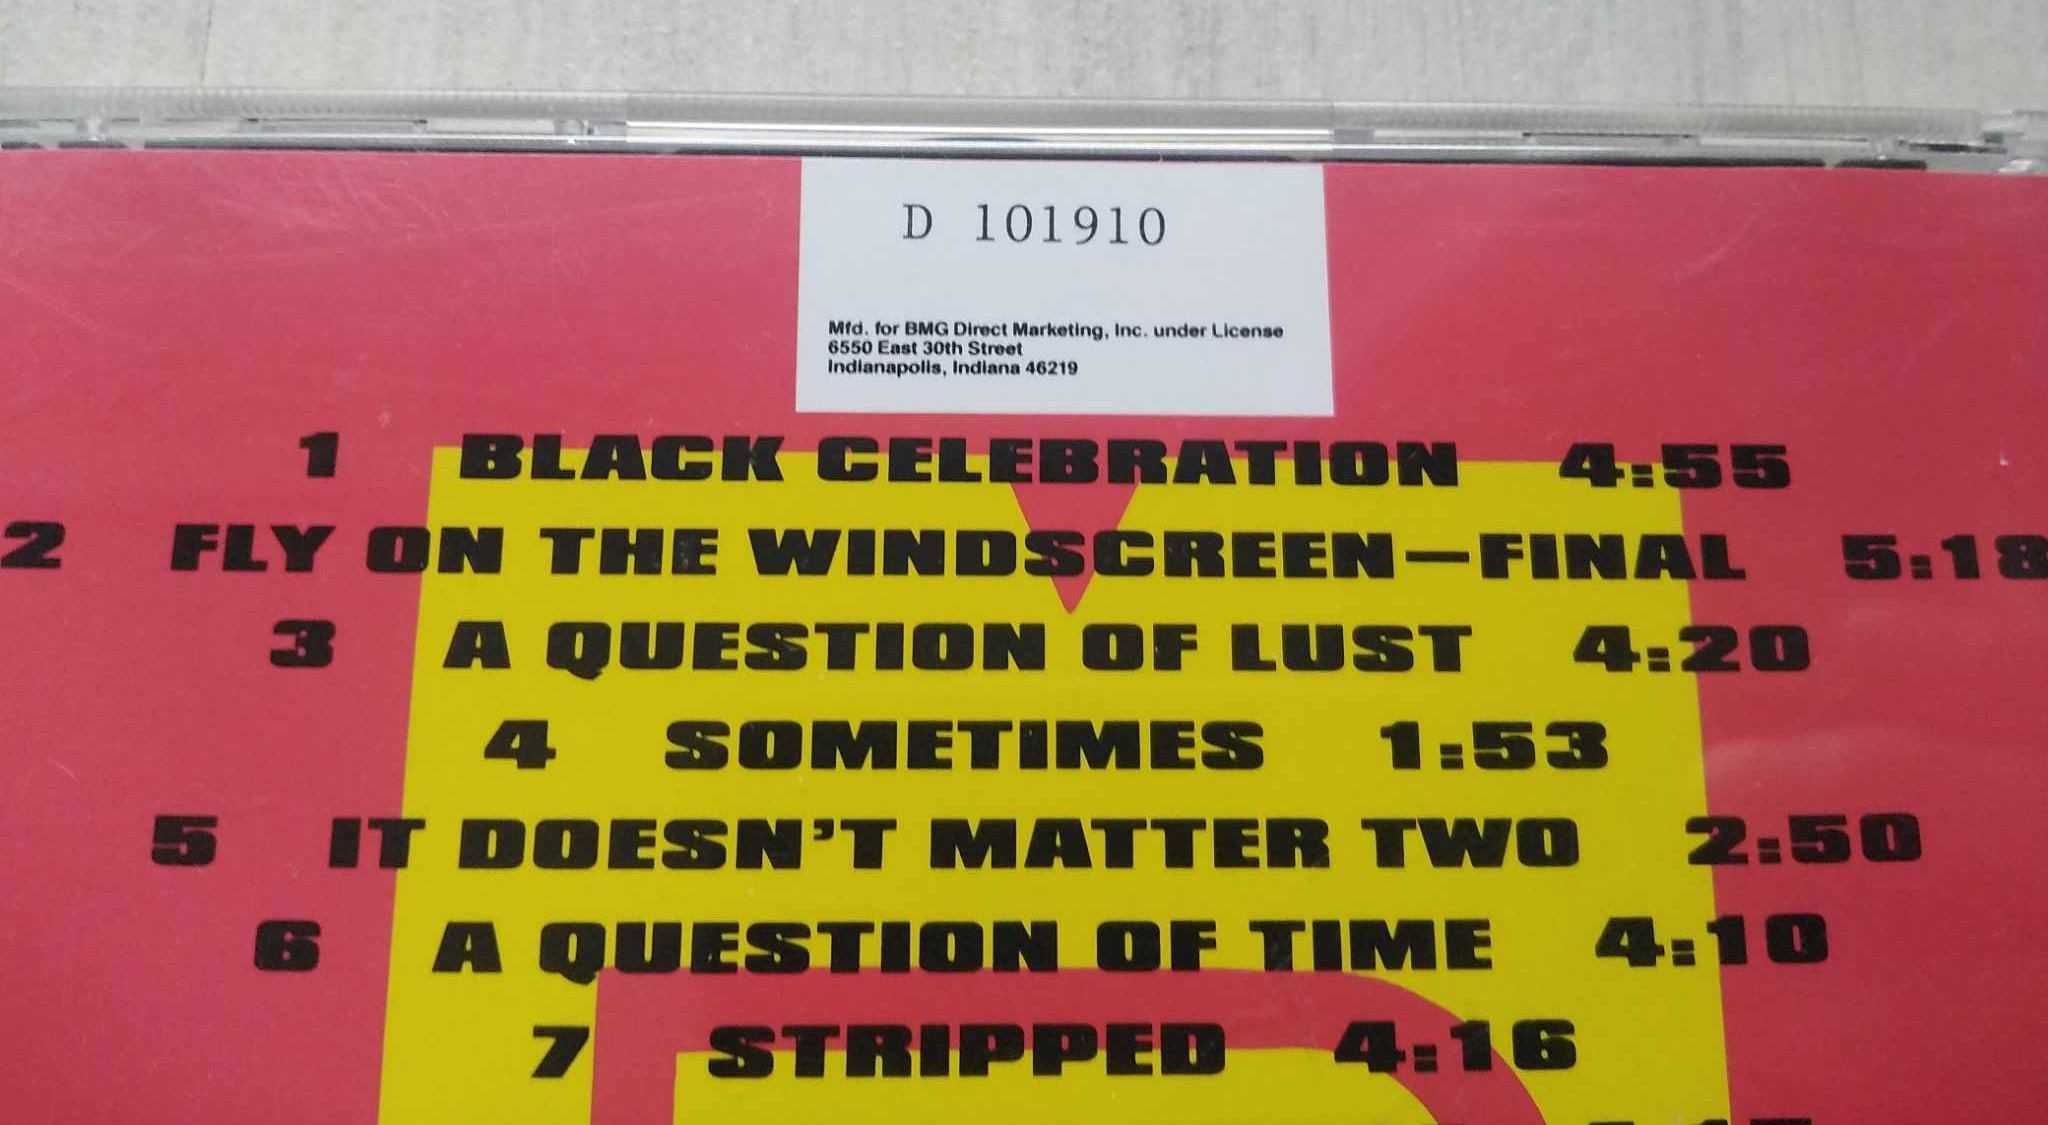 D 101910
Mfd. for BMG Direct Marketing, Inc. under License
6550 East 30th Street
Indianapolis, Indiana 46219
1 BLACK CELEBRATION 4:55
2 FLY ON THE WINDSCREEN—FINAL 5:18
3 A QUESTION OF LUST 4:20
4 SOMETIMES 1:53
5 IT DOESN'T MATTER TWO 2:50
6 A QUESTION OF TIME 4:10
7 STRIPPED 4:16